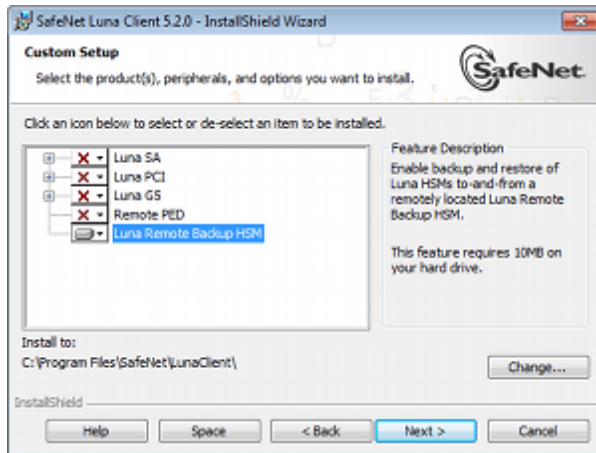 SafeNet Luna Client 5.2.0 - InstallShield Wizard
Custom Setup
Select the product(s), peripherals, and options you want to install.
SafeNet.
Click an icon below to select or de-select an item to be installed.
Luna SA
Luna PCI
Luna G5
Remote PED
Luna Remote Backup HSM
Feature Description
Enable backup and restore of
Luna HSMs to-and-from a
remotely located Luna Remote
Backup HSM.
This feature requires 10MB on
your hard drive.
Install to:
C:\Program Files\SafeNet\LunaClient\
Change...
InstallShield
Help
Space
< Back
Next >
Cancel